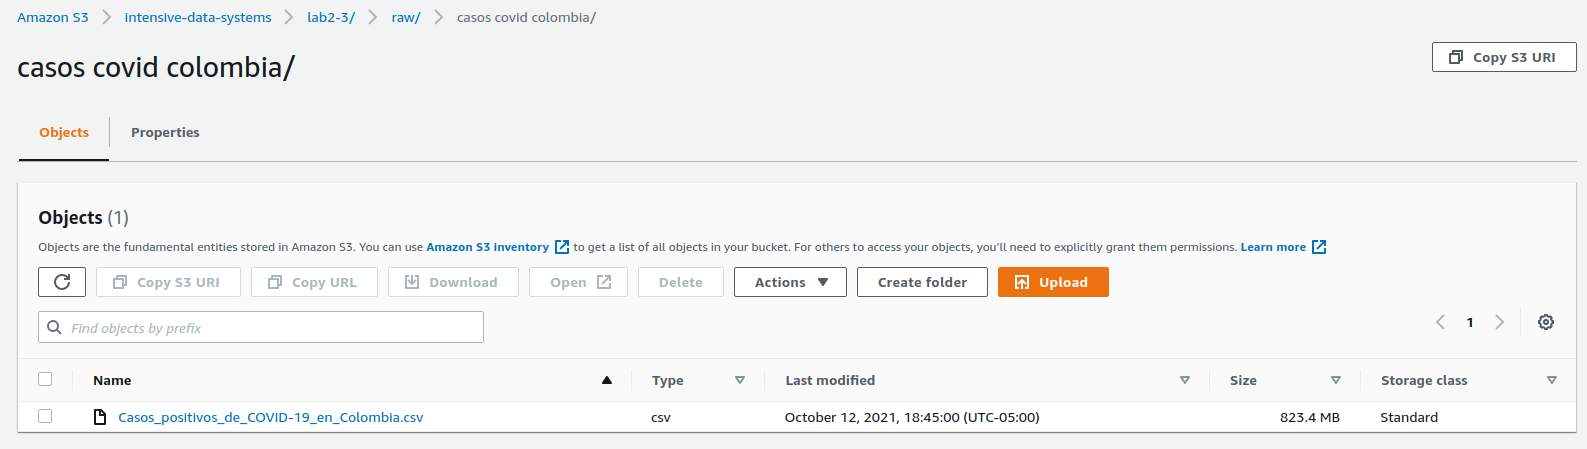 Amazon S3 > intensive-data-systems > lab2-3/ > raw/ > casos covid colombia/
casos covid colombia/
Copy S3 URI
Objects Properties
Objects (1)
Objects are the fundamental entities stored in Amazon S3. You can use Amazon S3 inventory to get a list of all objects in your bucket. For others to access your objects, you'll need to explicitly grant them permissions. Learn more
Copy S3 URI Copy URL Download Open Delete Actions Create folder Upload
Find objects by prefix
1
Name Type Last modified Size Storage class
Casos_positivos_de_COVID-19_en_Colombia.csv csv October 12, 2021, 18:45:00 (UTC-05:00) 823.4 MB Standard